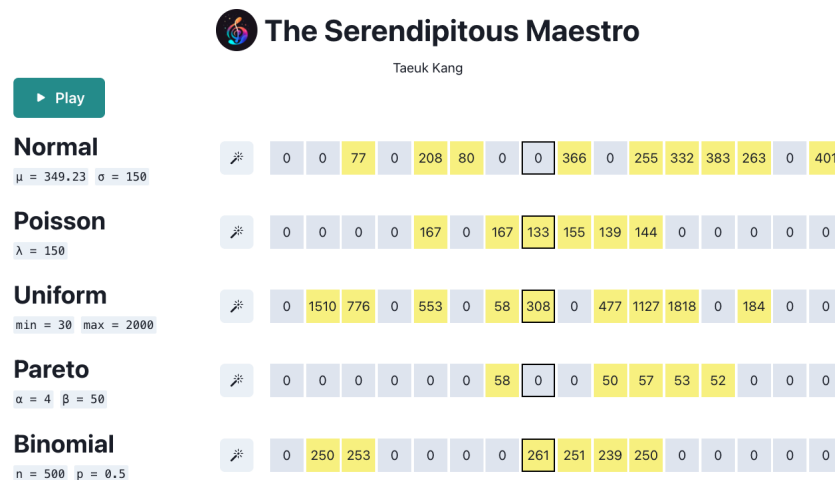 The Serendipitous Maestro
Taeuk Kang
Play
Normal
μ = 349.23 σ = 150
0 0 77 0 208 80 0 0 366 0 255 332 383 263 0 401
Poisson
λ = 150
0 0 0 0 167 0 167 133 155 139 144 0 0 0 0 0
Uniform
min = 30 max = 2000
0 1510 776 0 553 0 58 308 0 477 1127 1818 0 184 0 0
Pareto
α = 4 β = 50
0 0 0 0 0 0 58 0 0 50 57 53 52 0 0 0
Binomial
n = 500 p = 0.5
0 250 253 0 0 0 0 261 251 239 250 0 0 0 0 0